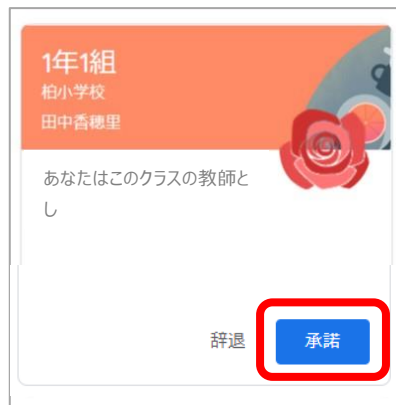 1年1組
柏小学校
田中香穂里
あなたはこのクラスの教師と
し
辞退
承諾